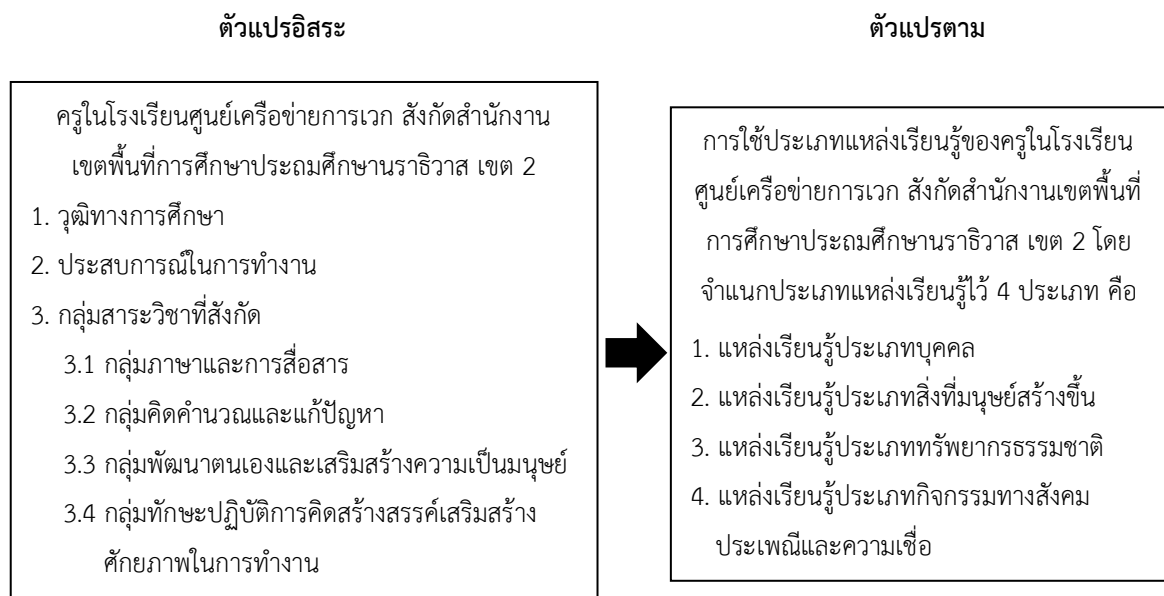 ตัวแปรอิสระ
ครูในโรงเรียนศูนย์เครือข่ายการเวก สังกัดสำนักงาน
เขตพื้นที่การศึกษาประถมศึกษานราธิวาส เขต 2
1. วุฒิทางการศึกษา
2. ประสบการณ์ในการทำงาน
3. กลุ่มสาระวิชาที่สังกัด
3.1 กลุ่มภาษาและการสื่อสาร
3.2 กลุ่มคิดคำนวณและแก้ปัญหา
3.3 กลุ่มพัฒนาตนเองและเสริมสร้างความเป็นมนุษย์
3.4 กลุ่มทักษะปฏิบัติการคิดสร้างสรรค์เสริมสร้าง
ศักยภาพในการทำงาน
ตัวแปรตาม
การใช้ประเภทแหล่งเรียนรู้ของครูในโรงเรียน
ศูนย์เครือข่ายการเวก สังกัดสำนักงานเขตพื้นที่
การศึกษาประถมศึกษานราธิวาส เขต 2 โดย
จำแนกประเภทแหล่งเรียนรู้ไว้ 4 ประเภท คือ
1. แหล่งเรียนรู้ประเภทบุคคล
2. แหล่งเรียนรู้ประเภทสิ่งที่มนุษย์สร้างขึ้น
3. แหล่งเรียนรู้ประเภททรัพยากรธรรมชาติ
4. แหล่งเรียนรู้ประเภทกิจกรรมทางสังคม
ประเพณีและความเชื่อ